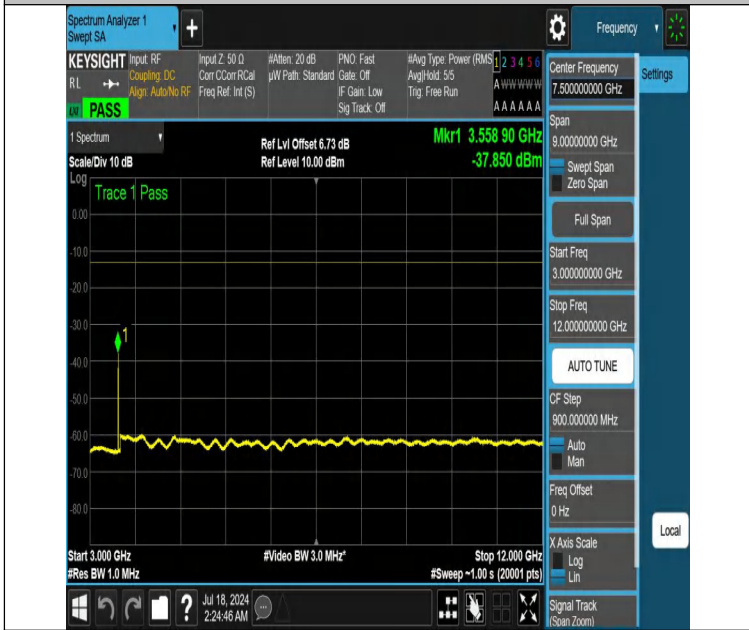 Spectrum Analyzer 1
Swept SA
+
Frequency
KEYSIGHT
RL
LXI
PASS
Input: RF
Coupling: DC
Align: Auto/No RF
Input Z: 50 Ω
Corr CCorr RCal
Freq Ref: Int (S)
#Atten: 20 dB
µW Path: Standard
PNO: Fast
Gate: Off
IF Gain: Low
Sig Track: Off
#Avg Type: Power (RMS
Avg|Hold: 5/5
Trig: Free Run
1 2 3 4 5 6
A W W W W W
A A A A A A
1 Spectrum
Scale/Div 10 dB
Ref Lvl Offset 6.73 dB
Ref Level 10.00 dBm
Mkr1 3.558 90 GHz
-37.850 dBm
Log
Trace 1 Pass
0.00
-10.0
-20.0
-30.0
-40.0
-50.0
-60.0
-70.0
-80.0
1
Start 3.000 GHz
#Res BW 1.0 MHz
#Video BW 3.0 MHz*
Stop 12.000 GHz
#Sweep ~1.00 s (20001 pts)
Center Frequency
7.500000000 GHz
Settings
Span
9.00000000 GHz
Swept Span
Zero Span
Full Span
Start Freq
3.000000000 GHz
Stop Freq
12.000000000 GHz
AUTO TUNE
CF Step
900.000000 MHz
Auto
Man
Freq Offset
0 Hz
X Axis Scale
Log
Lin
Local
Signal Track
(Span Zoom)
?
Jul 18, 2024
2:24:46 AM